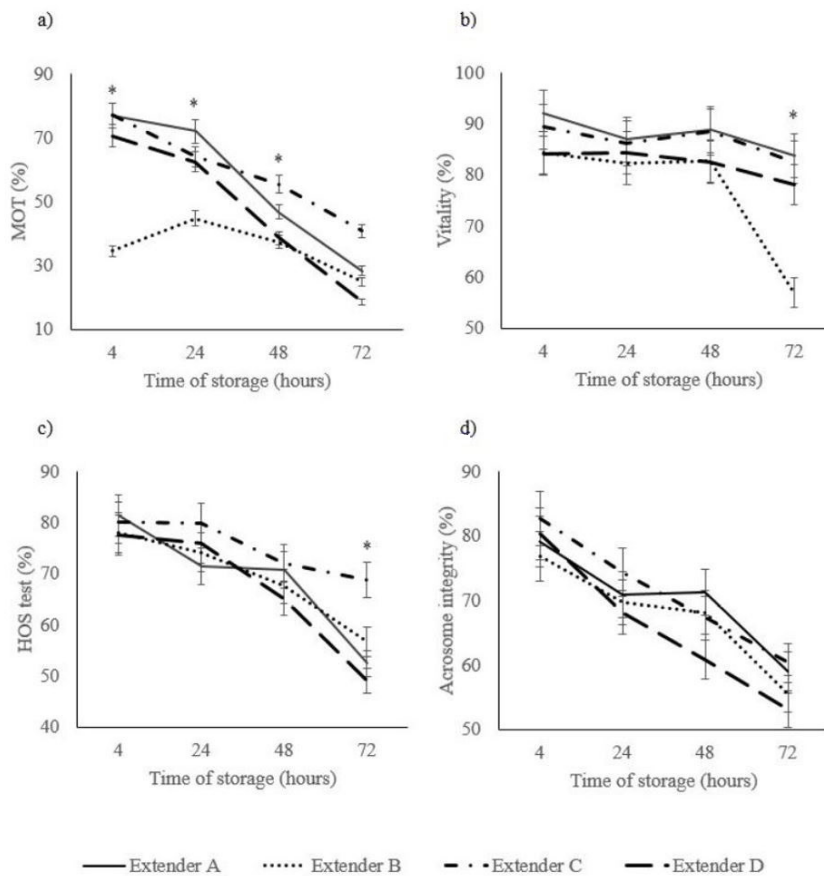 a)
b)
90
70
50
30
10
MOT (%)
* * *
4 24 48 72
Time of storage (hours)
100
90
80
70
60
50
Vitality (%)
*
4 24 48 72
Time of storage (hours)
c)
d)
90
80
70
60
50
40
HOS test (%)
*
4 24 48 72
Time of storage (hours)
90
80
70
60
50
Acrosome integrity (%)
4 24 48 72
Time of storage (hours)
Extender A Extender B Extender C Extender D